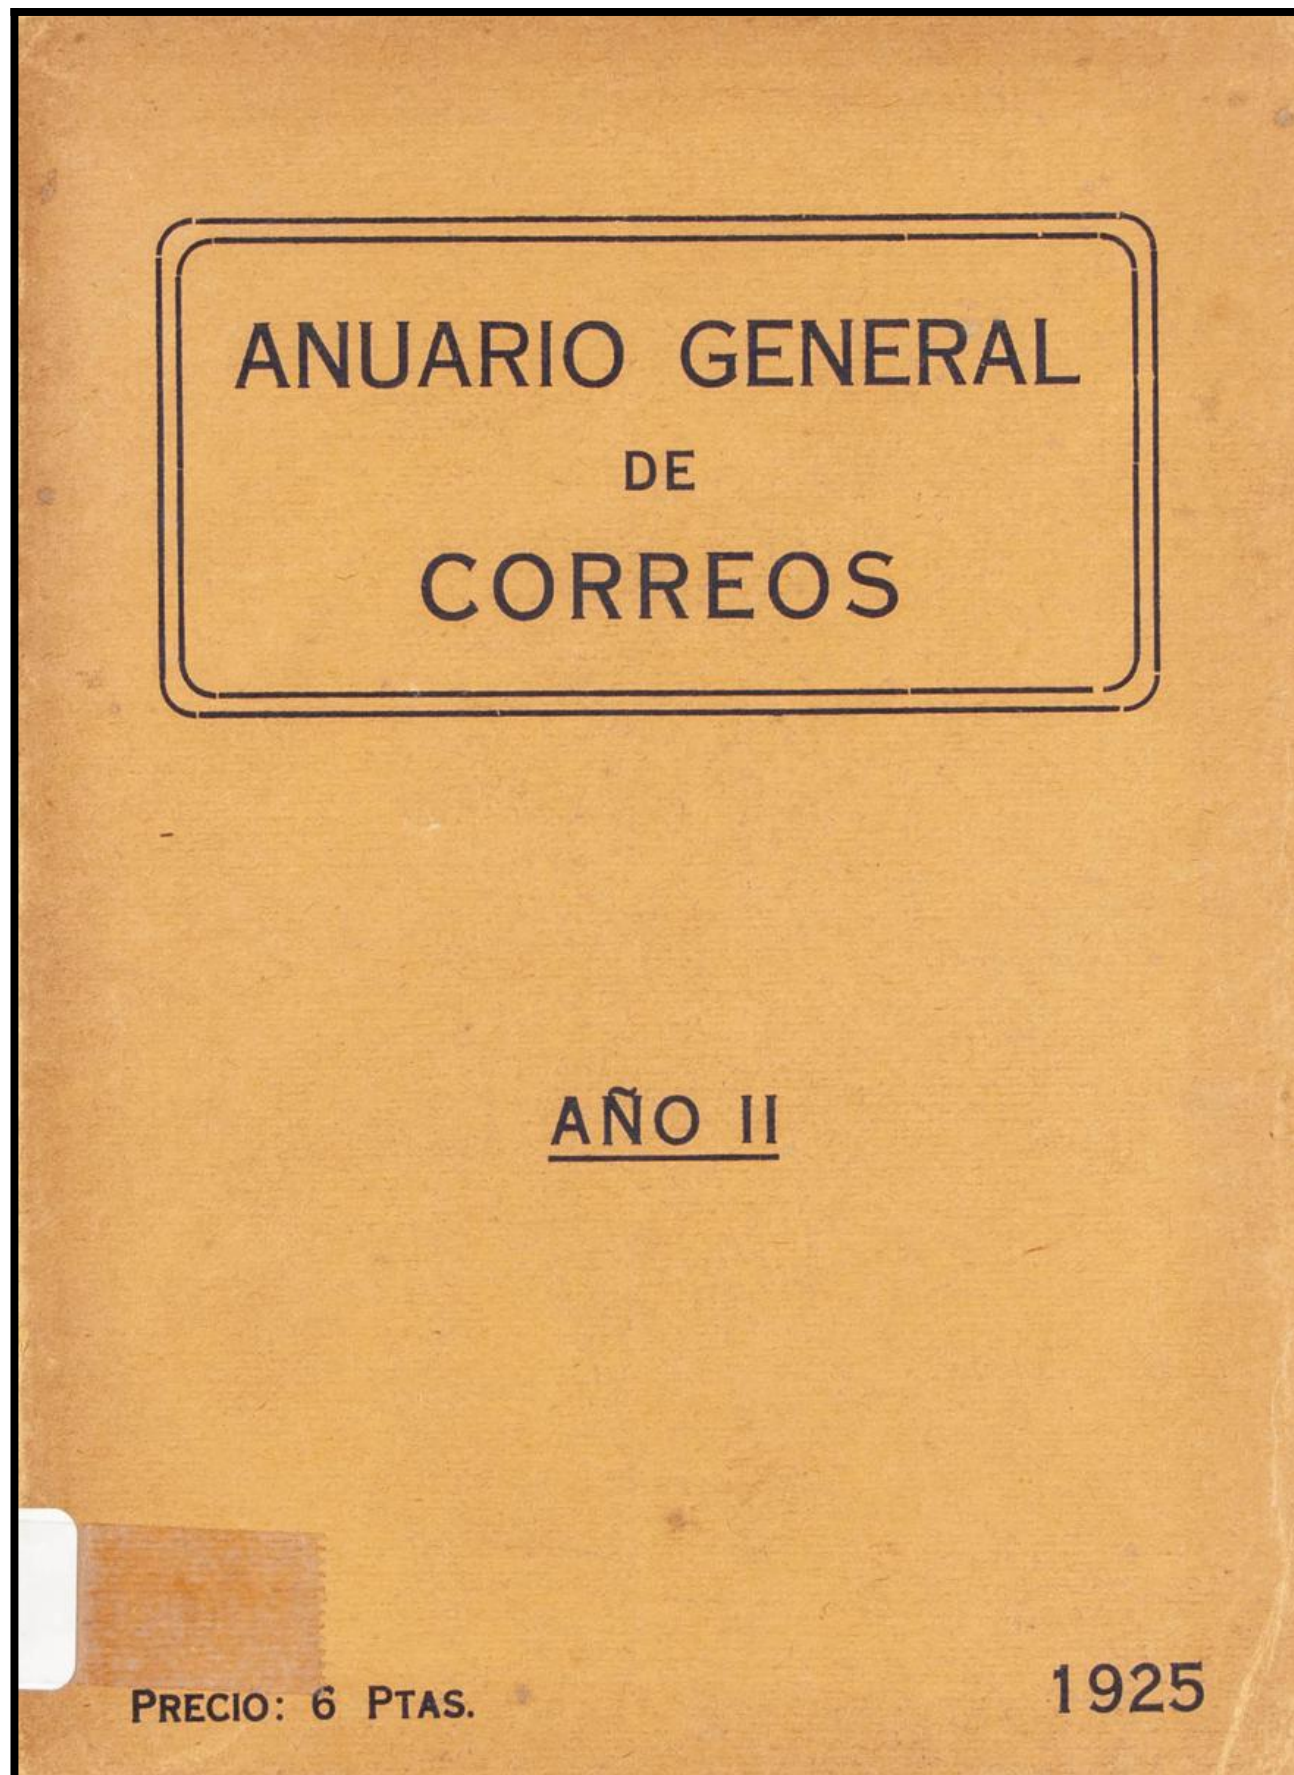 ANUARIO GENERAL
DE
CORREOS
AÑO II
PRECIO: 6 PTAS.
1925